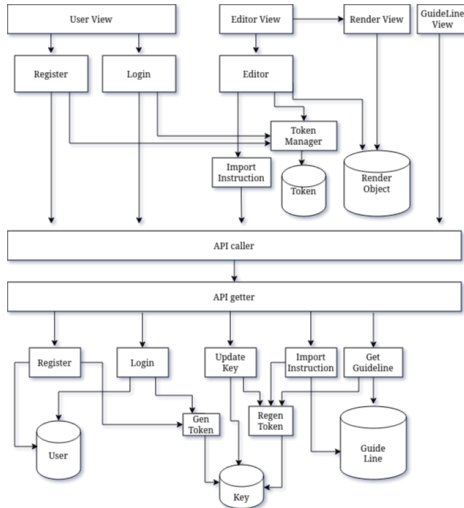 User View
Editor View
Render View
GuideLine
View
Register
Login
Editor
Token
Manager
Import
Instruction
Token
Render
Object
API caller
API getter
Register
Login
Update
Key
Import
Instruction
Get
Guideline
Gen
Token
Regen
Token
User
Guide
Line
Key